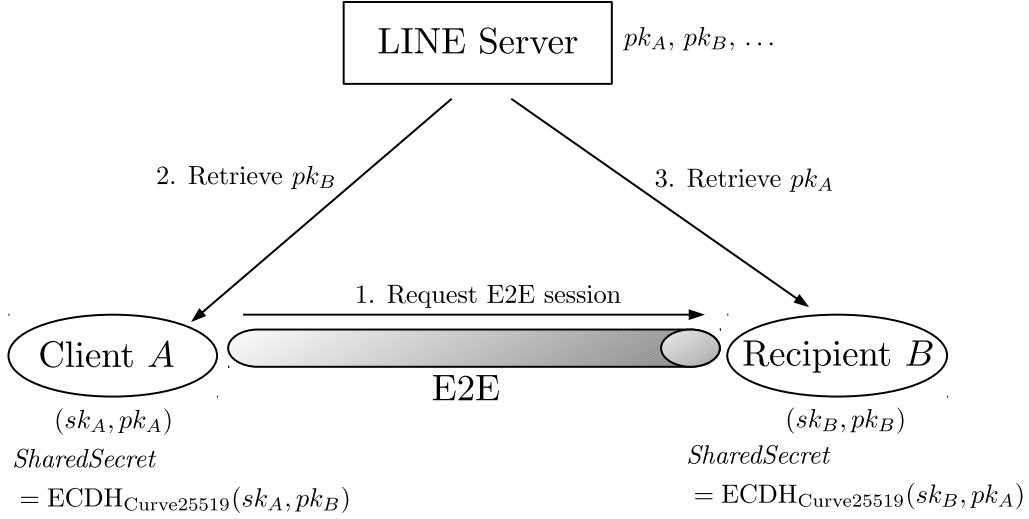 LINE Server
pk_A, pk_B, ...
2. Retrieve pk_B
3. Retrieve pk_A
1. Request E2E session
Client A
Recipient B
E2E
(sk_A, pk_A)
(sk_B, pk_B)
SharedSecret
= ECDH_Curve25519(sk_A, pk_B)
SharedSecret
= ECDH_Curve25519(sk_B, pk_A)